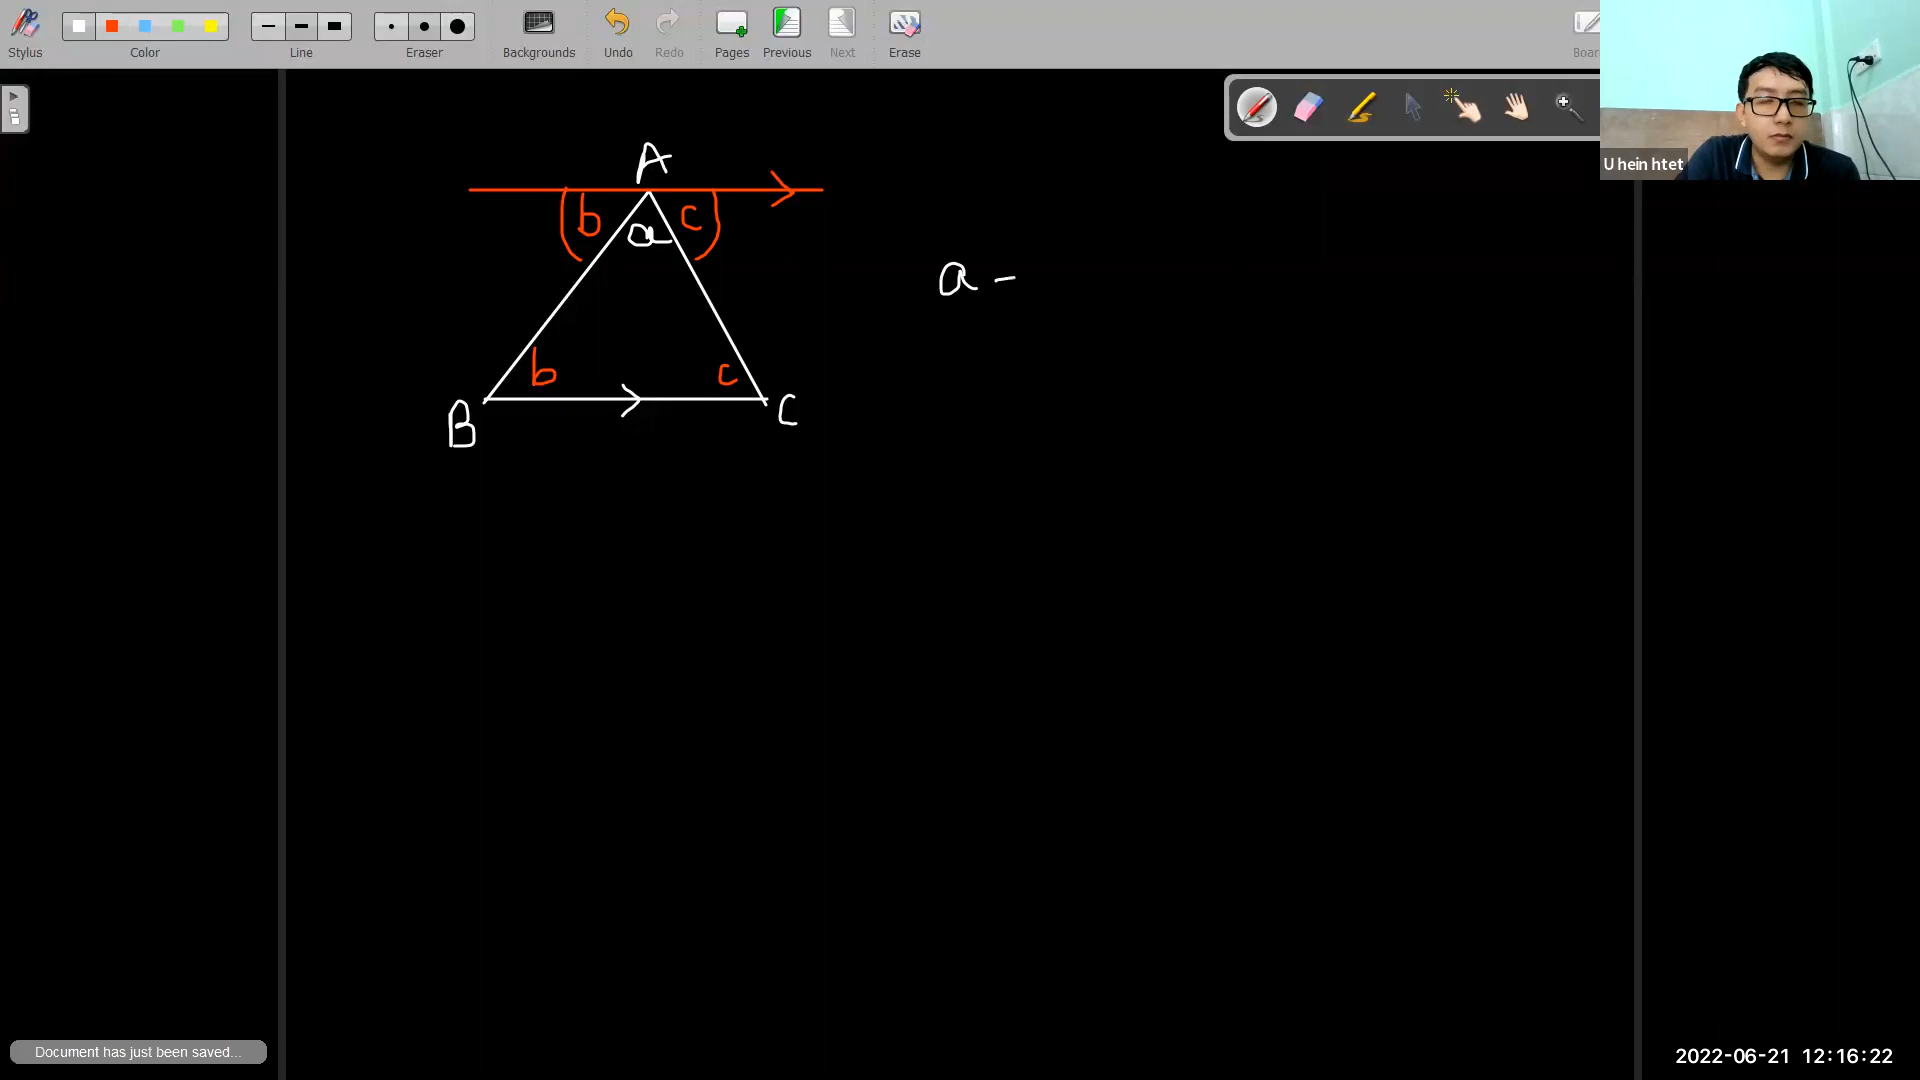 Stylus
Color
Line
Eraser
Backgrounds
Undo
Redo
Pages
Previous
Next
Erase
Boar
U hein htet
A
b
c
a
a -
b
c
B
C
Document has just been saved...
2022-06-21 12:16:22